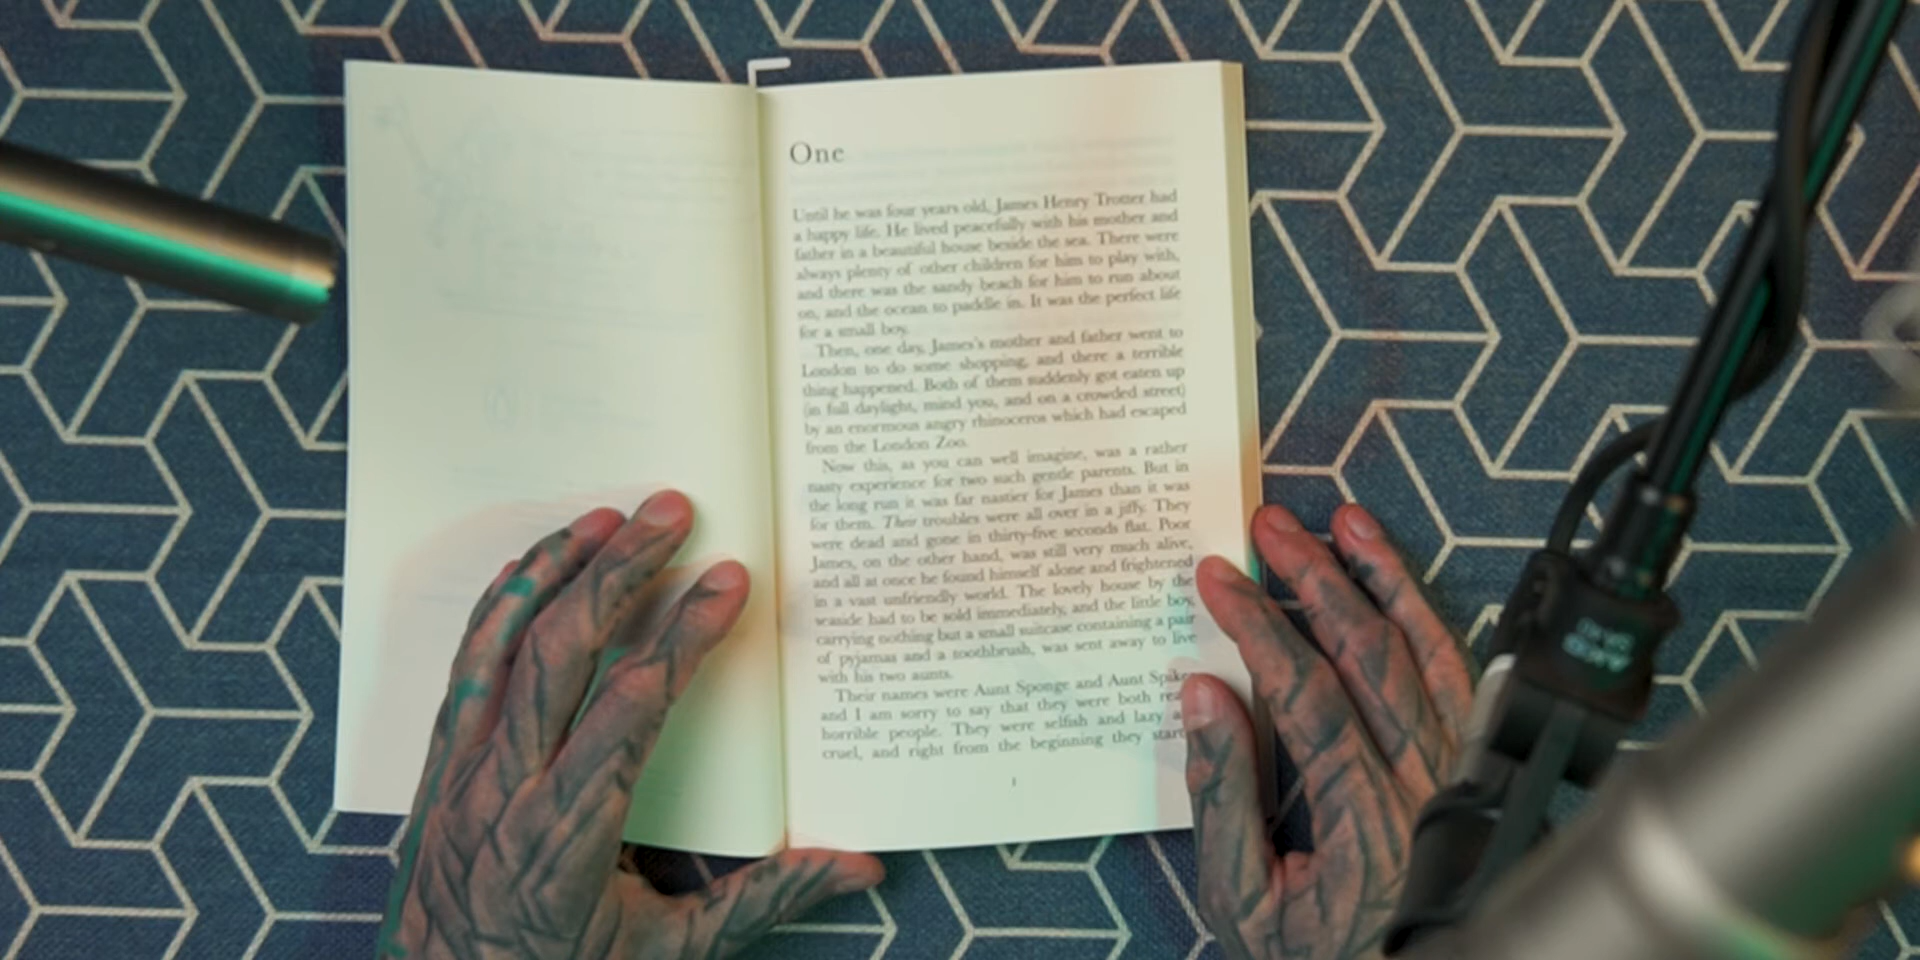 One
Until he was four years old, James Henry Trotter had
a happy life. He lived peacefully with his mother and
father in a beautiful house beside the sea. There were
always plenty of other children for him to play with,
and there was the sandy beach for him to run about
on, and the ocean to paddle in. It was the perfect life
for a small boy.
Then, one day, James's mother and father went to
London to do some shopping, and there a terrible
thing happened. Both of them suddenly got eaten up
(in full daylight, mind you, and on a crowded street)
by an enormous angry rhinoceros which had escaped
from the London Zoo.
Now this, as you can well imagine, was a rather
nasty experience for two such gentle parents. But in
the long run it was far nastier for James than it was
for them. Their troubles were all over in a jiffy. They
were dead and gone in thirty-five seconds flat. Poor
James, on the other hand, was still very much alive,
and all at once he found himself alone and frightened
in a vast unfriendly world. The lovely house by the
seaside had to be sold immediately, and the little boy,
carrying nothing but a small suitcase containing a pair
of pyjamas and a toothbrush, was sent away to live
with his two aunts.
Their names were Aunt Sponge and Aunt Spike
and I am sorry to say that they were both rea
horrible people. They were selfish and lazy a
cruel, and right from the beginning they start
1